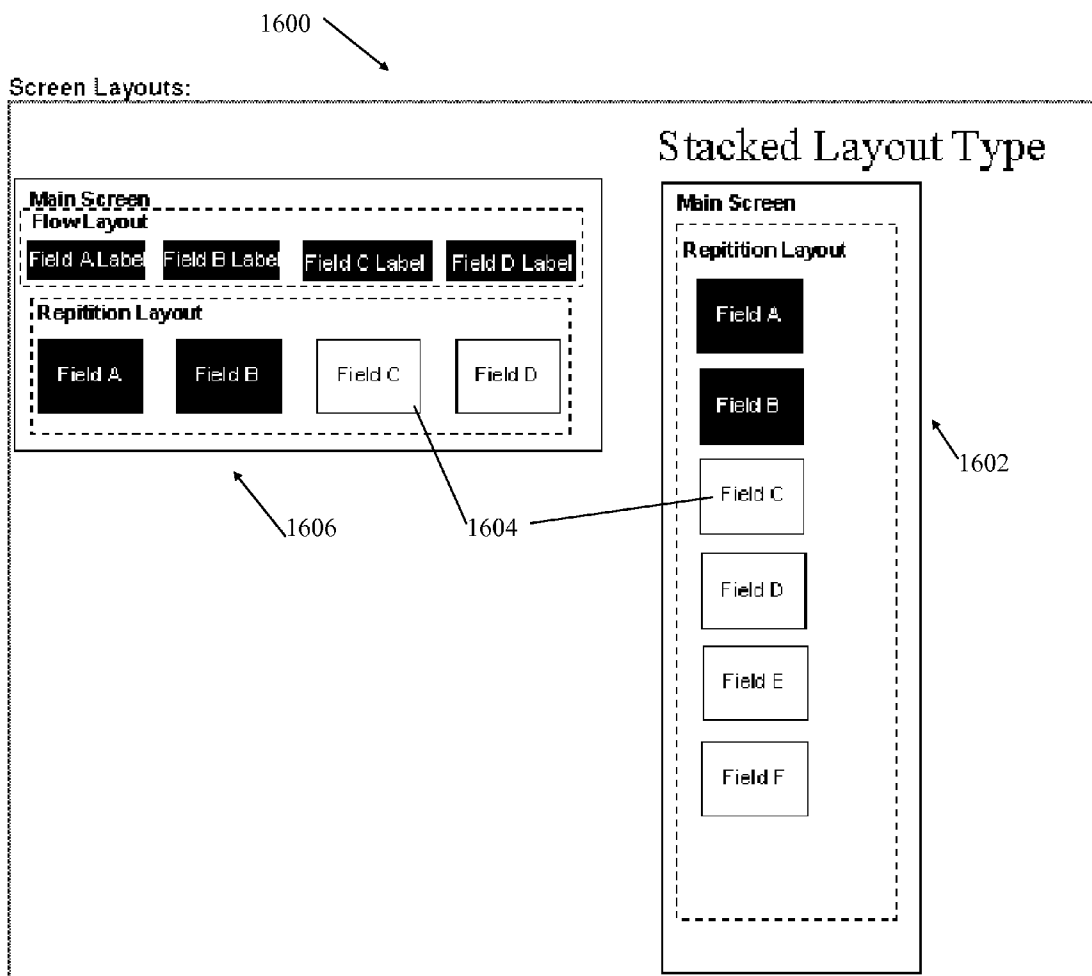 1600
Screen Layouts:
Stacked Layout Type
Main Screen
Flow Layout
Field A Label Field B Label Field C Label Field D Label
Repitition Layout
Field A Field B Field C Field D
1606
1604
Main Screen
Repitition Layout
Field A
Field B
Field C
Field D
Field E
Field F
1602